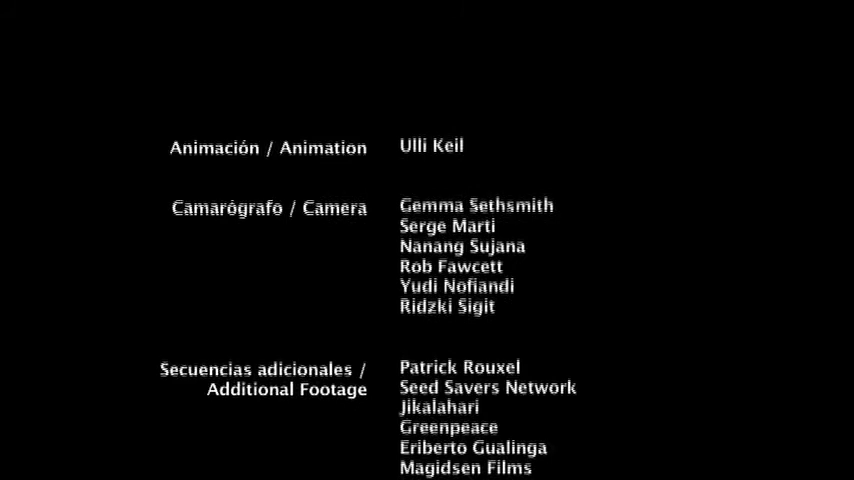 Animación / Animation Ulli Keil
Camarógrafo / Camera Gemma Sethsmith
Serge Marti
Nanang Sujana
Rob Fawcett
Yudi Nofiandi
Ridzki Sigit
Secuencias adicionales / Patrick Rouxel
Additional Footage Seed Savers Network
Jikalahari
Greenpeace
Eriberto Gualinga
Magidsen Films